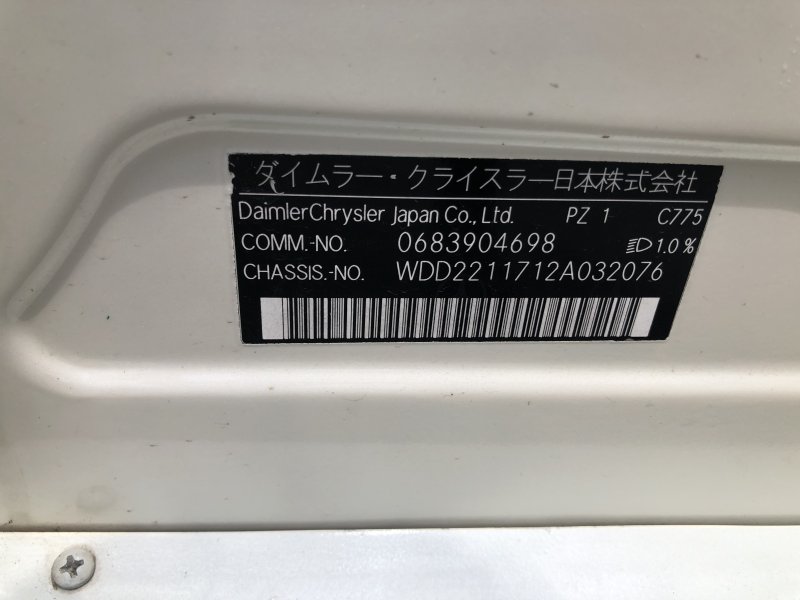 ダイムラー・クライスラー日本株式会社
DaimlerChrysler Japan Co., Ltd. PZ 1 C775
COMM.-NO. 0683904698 1.0 %
CHASSIS.-NO. WDD2211712A032076